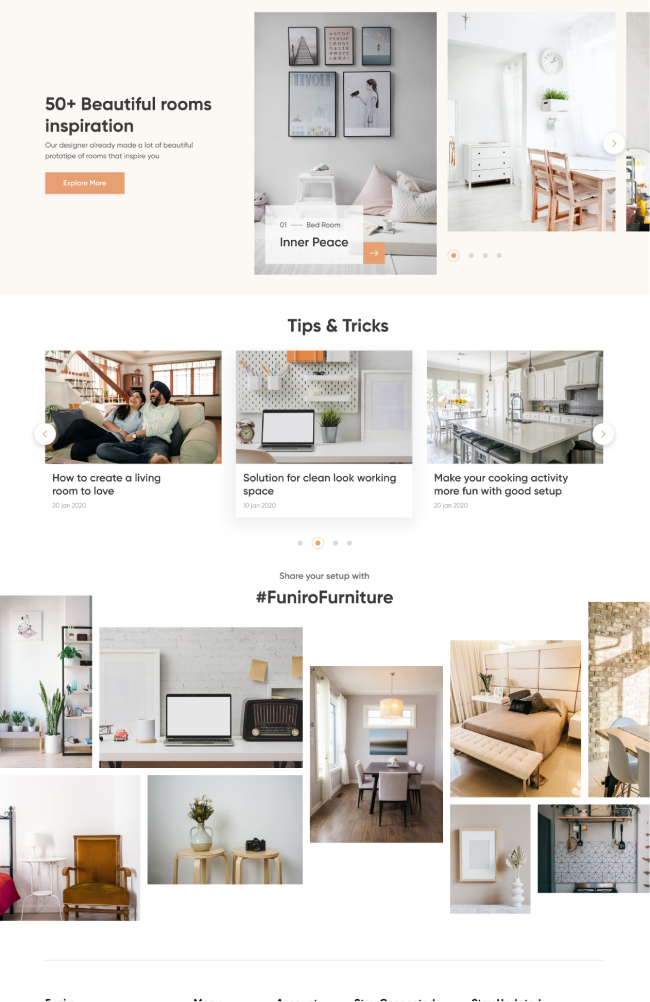 50+ Beautiful rooms
inspiration
Our designer already made a lot of beautiful
prototipe of rooms that inspire you
Explore More
TIVOLI
01 — Bed Room
Inner Peace
Tips & Tricks
How to create a living
room to love
20 jan 2020
Solution for clean look working
space
10 jan 2020
Make your cooking activity
more fun with good setup
20 jan 2020
Share your setup with
#FuniroFurniture